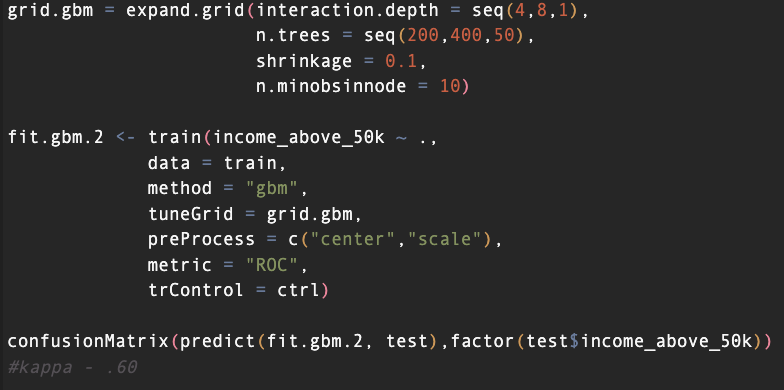 grid.gbm = expand.grid(interaction.depth = seq(4,8,1),
n.trees = seq(200,400,50),
shrinkage = 0.1,
n.minobsinnode = 10)
fit.gbm.2 <- train(income_above_50k ~ .,
data = train,
method = "gbm",
tuneGrid = grid.gbm,
preProcess = c("center","scale"),
metric = "ROC",
trControl = ctrl)
confusionMatrix(predict(fit.gbm.2, test),factor(test$income_above_50k))
#kappa - .60